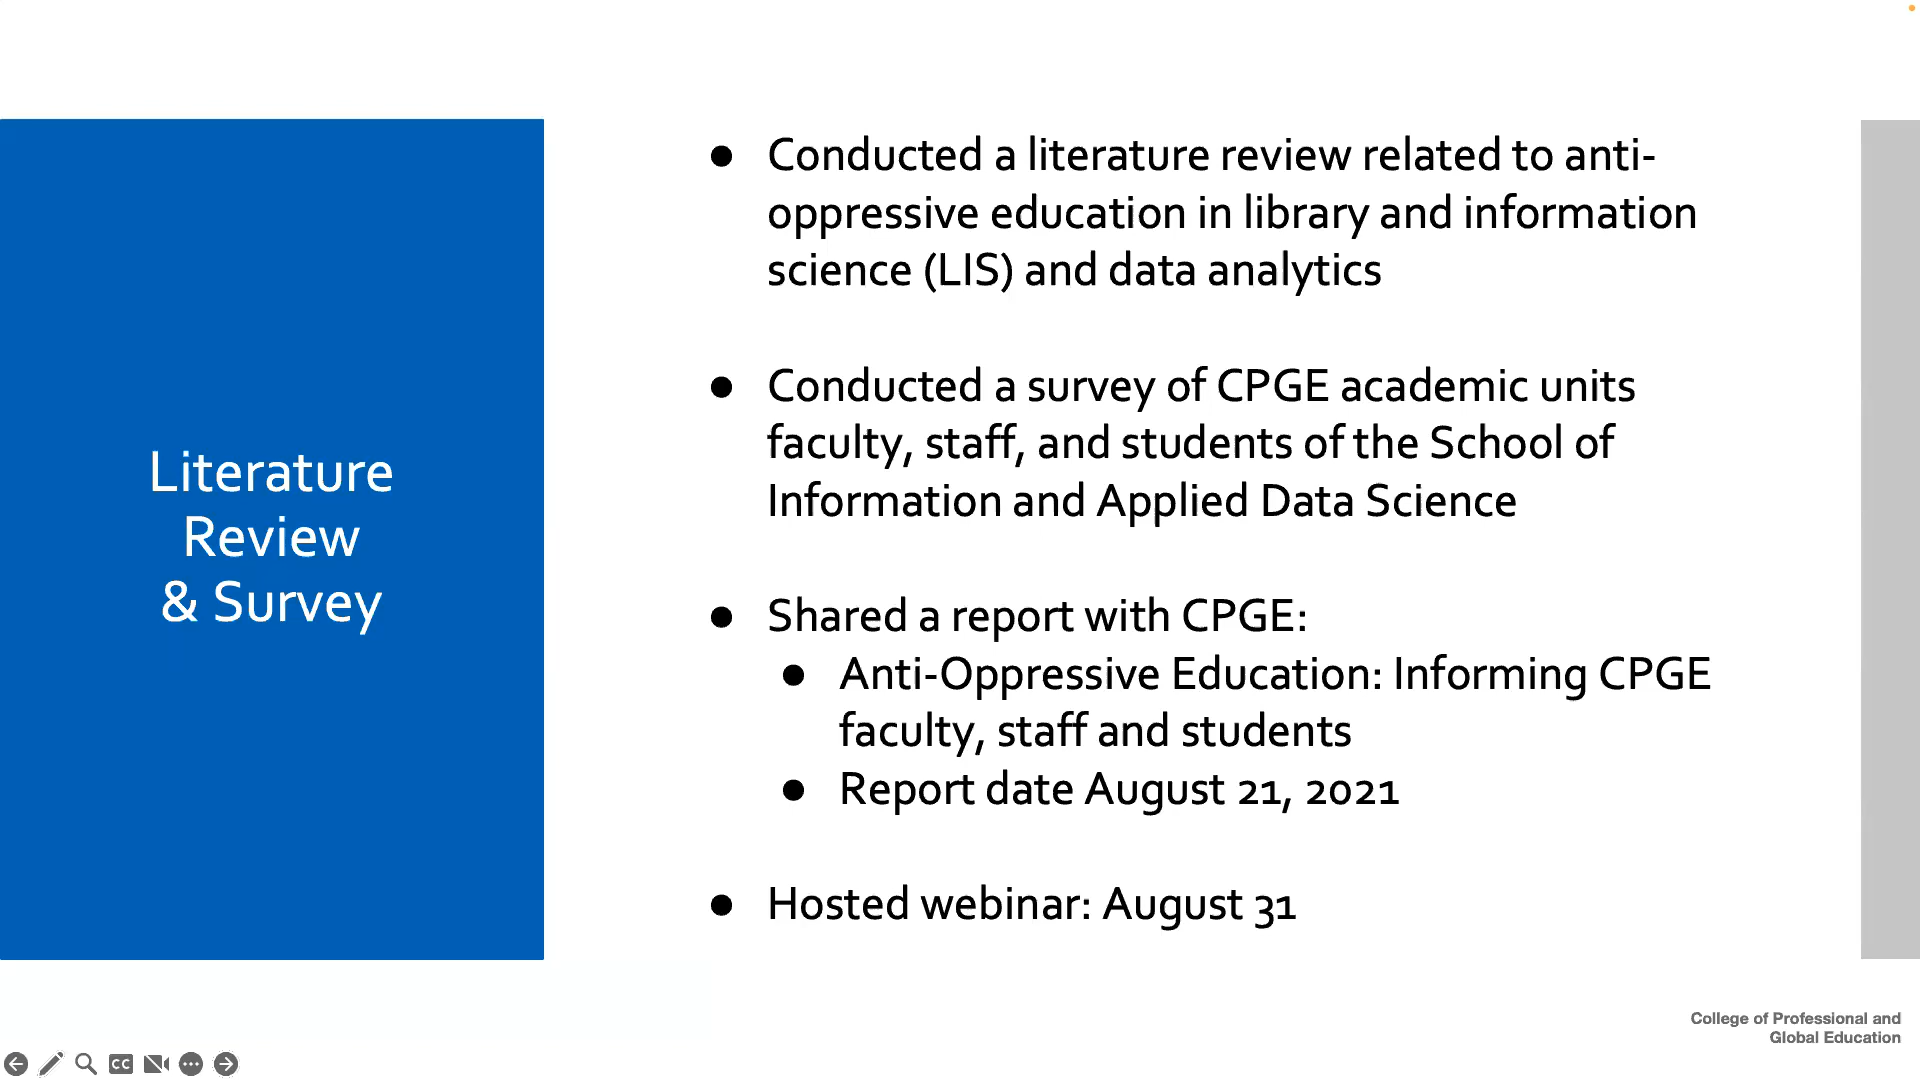 Literature
Review
& Survey
● Conducted a literature review related to anti-
oppressive education in library and information
science (LIS) and data analytics
● Conducted a survey of CPGE academic units
faculty, staff, and students of the School of
Information and Applied Data Science
● Shared a report with CPGE:
● Anti-Oppressive Education: Informing CPGE
faculty, staff and students
● Report date August 21, 2021
● Hosted webinar: August 31
College of Professional and
Global Education
CC